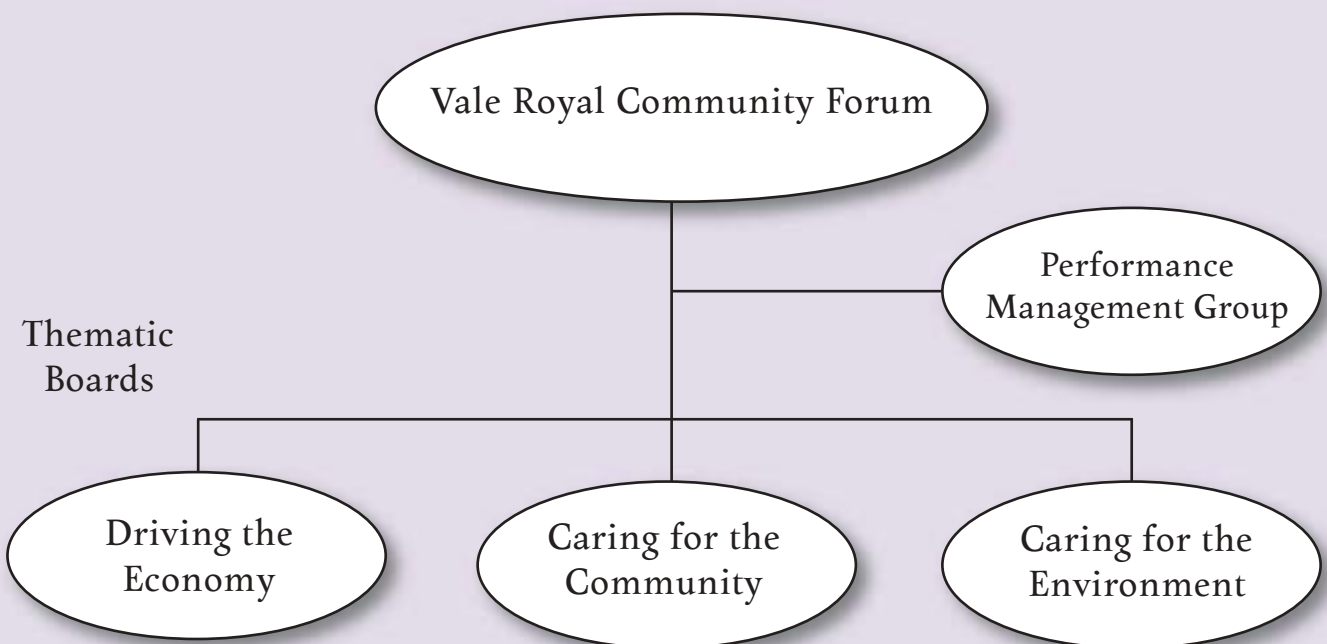 Vale Royal Community Forum
Performance
Management Group
Thematic
Boards
Driving the
Economy
Caring for the
Community
Caring for the
Environment